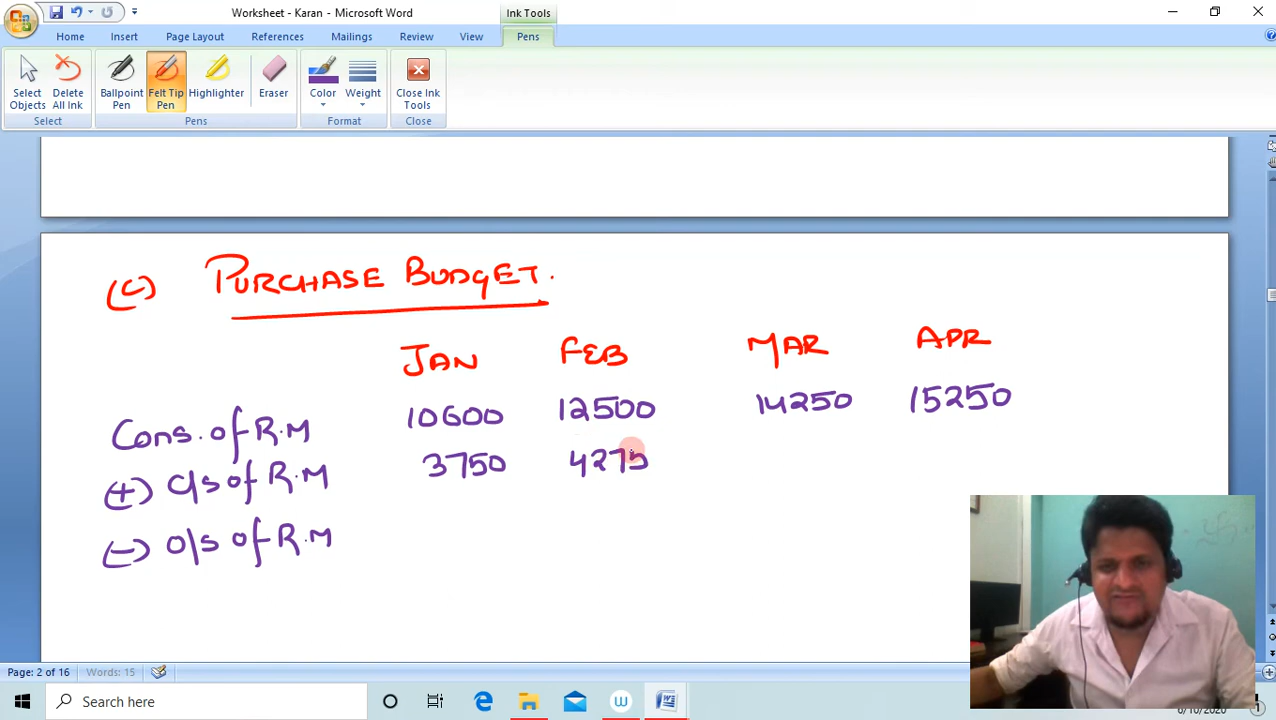 Worksheet - Karan - Microsoft Word
Ink Tools
Home Insert Page Layout References Mailings Review View Pens
Select Objects
Delete All Ink
Ballpoint Pen
Felt Tip Pen
Highlighter
Eraser
Color
Weight
Close Ink Tools
Select Pens Format Close
(C) PURCHASE BUDGET.
JAN FEB MAR APR
Cons. of R.M 10600 12500 14250 15250
(+) C/s of R.M 3750 4275
(-) O/s of R.M
Page: 2 of 16 Words: 15
Search here
6/10/2020